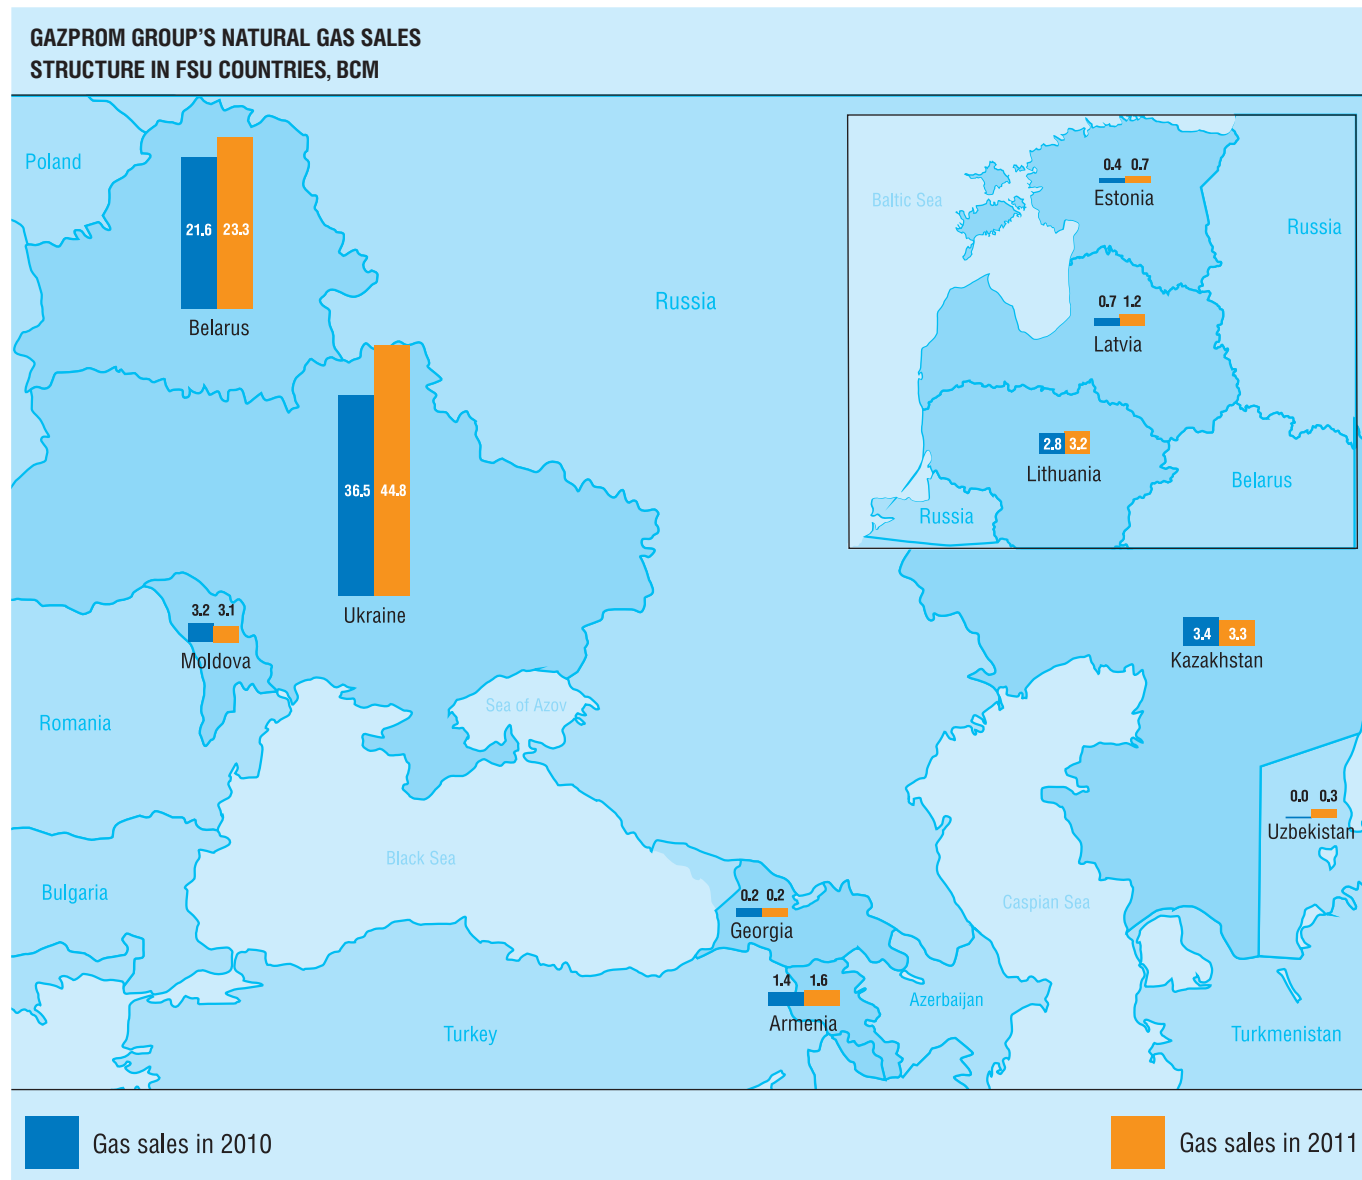 GAZPROM GROUP'S NATURAL GAS SALES
STRUCTURE IN FSU COUNTRIES, BCM
Poland
21.6 23.3
Belarus
Russia
36.5 44.8
Ukraine
3.2 3.1
Moldova
Romania
Sea of Azov
Bulgaria
Black Sea
Turkey
0.2 0.2
Georgia
1.4 1.6
Armenia
Azerbaijan
Caspian Sea
Baltic Sea
0.4 0.7
Estonia
Russia
0.7 1.2
Latvia
2.8 3.2
Lithuania
Belarus
Russia
3.4 3.3
Kazakhstan
0.0 0.3
Uzbekistan
Turkmenistan
Gas sales in 2010
Gas sales in 2011